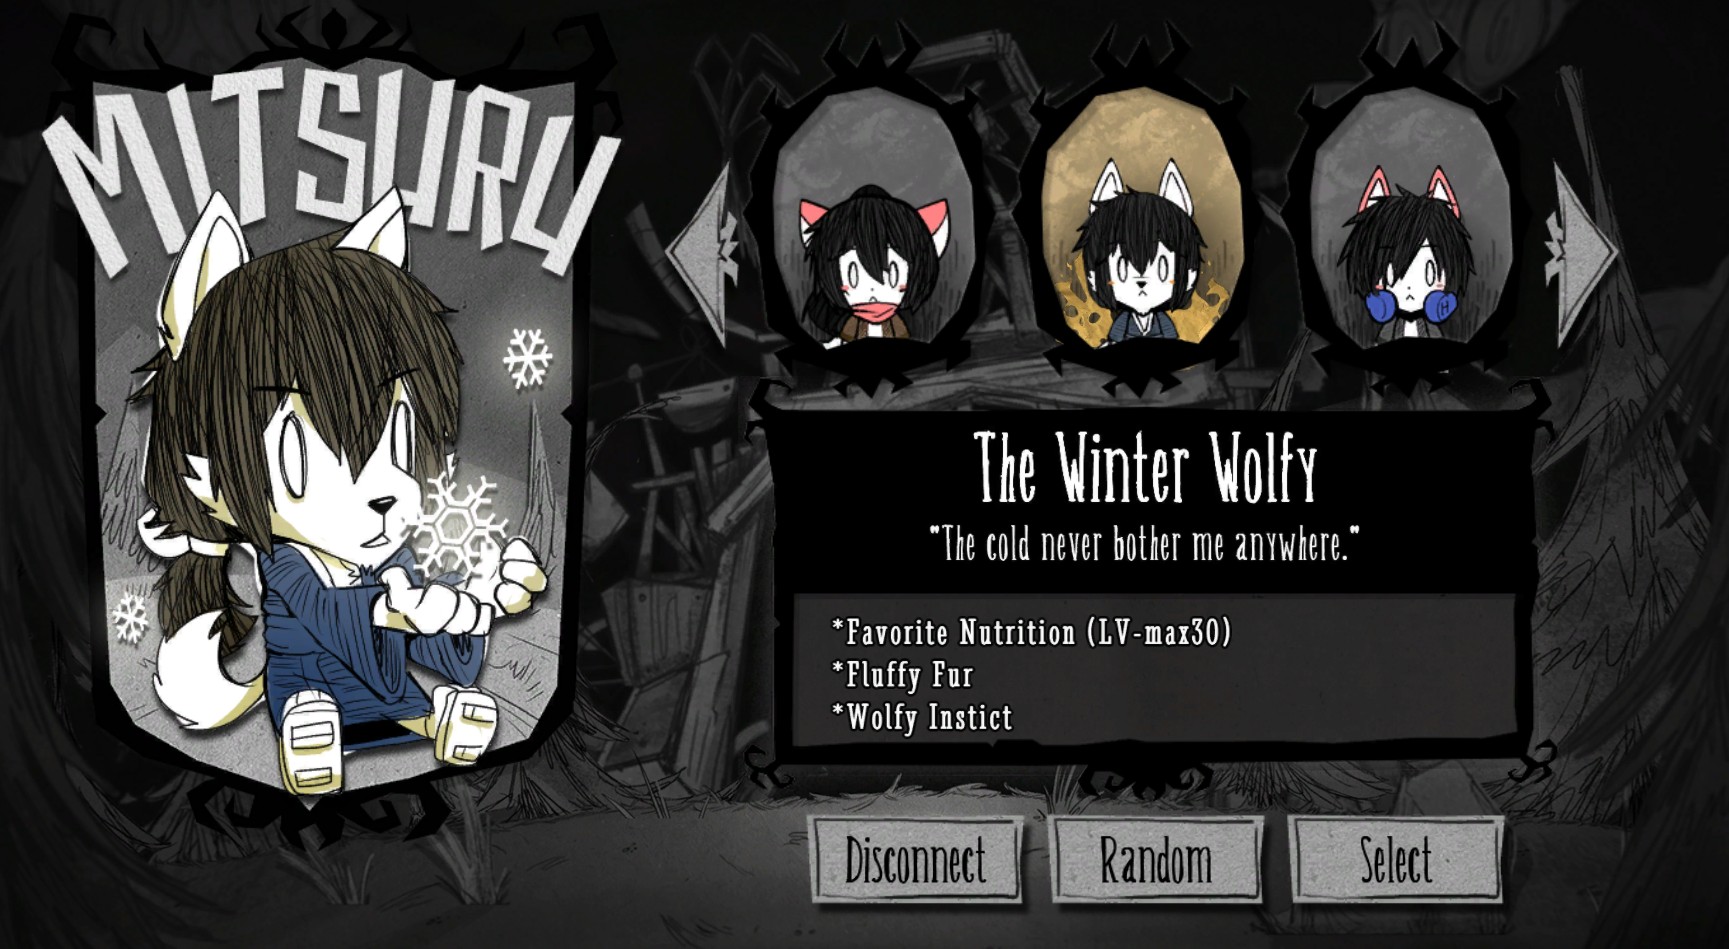 MITSURU
The Winter Wolfy
"The cold never bother me anywhere."
*Favorite Nutrition (LV-max30)
*Fluffy Fur
*Wolfy Instict
Disconnect Random Select
H